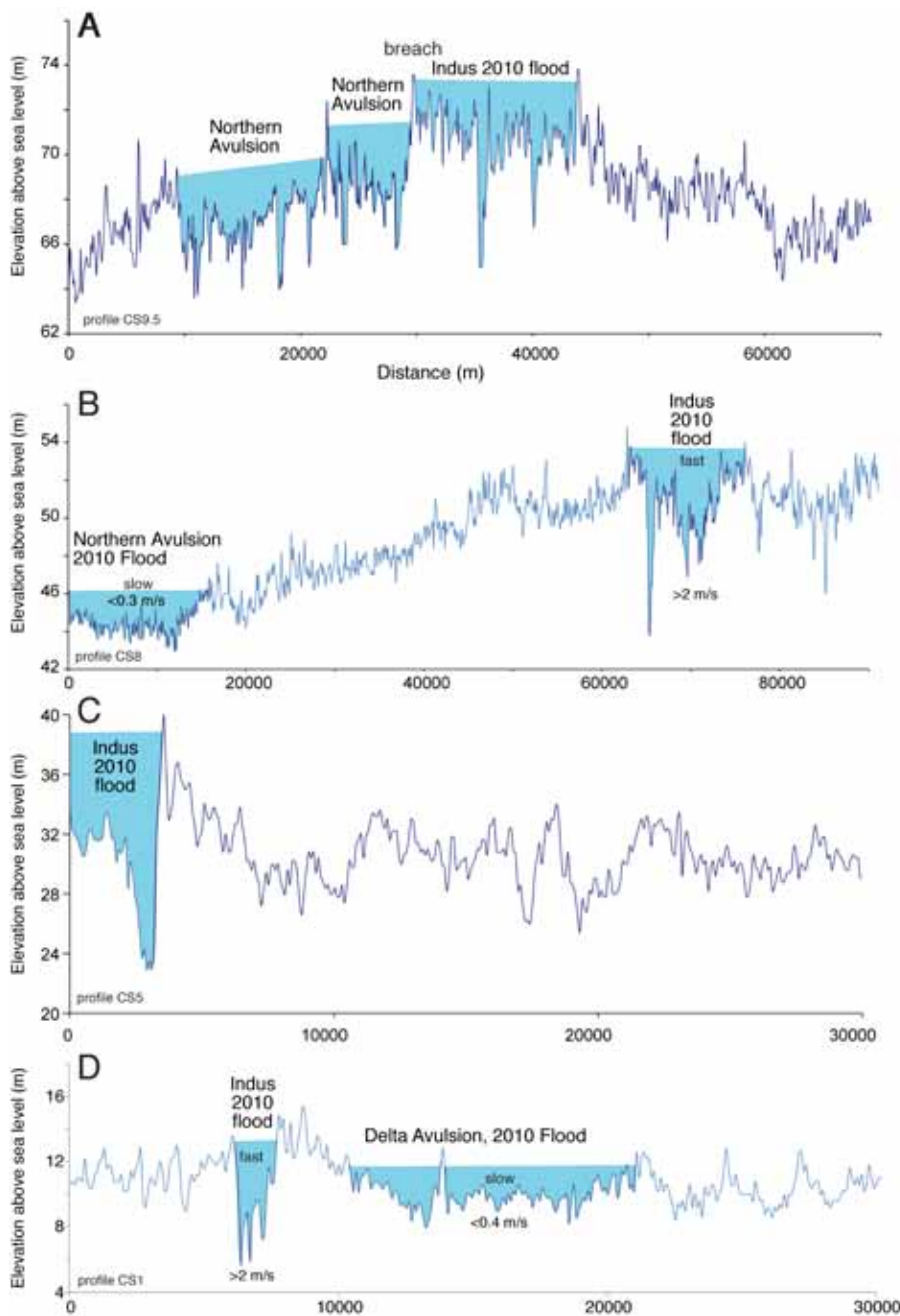 A
breach
Indus 2010 flood
Northern
Avulsion
Northern
Avulsion
Elevation above sea level (m)
74
70
66
62
profile CS9.5
0
20000
40000
60000
Distance (m)
B
Indus
2010
flood
fast
>2 m/s
Northern Avulsion
2010 Flood
slow
<0.3 m/s
Elevation above sea level (m)
54
50
46
42
profile CS8
0
20000
40000
60000
80000
C
Indus
2010
flood
Elevation above sea level (m)
40
36
32
28
24
20
profile CS5
0
10000
20000
30000
D
Indus
2010
flood
fast
>2 m/s
Delta Avulsion, 2010 Flood
slow
<0.4 m/s
Elevation above sea level (m)
16
12
8
4
profile CS1
0
10000
20000
30000